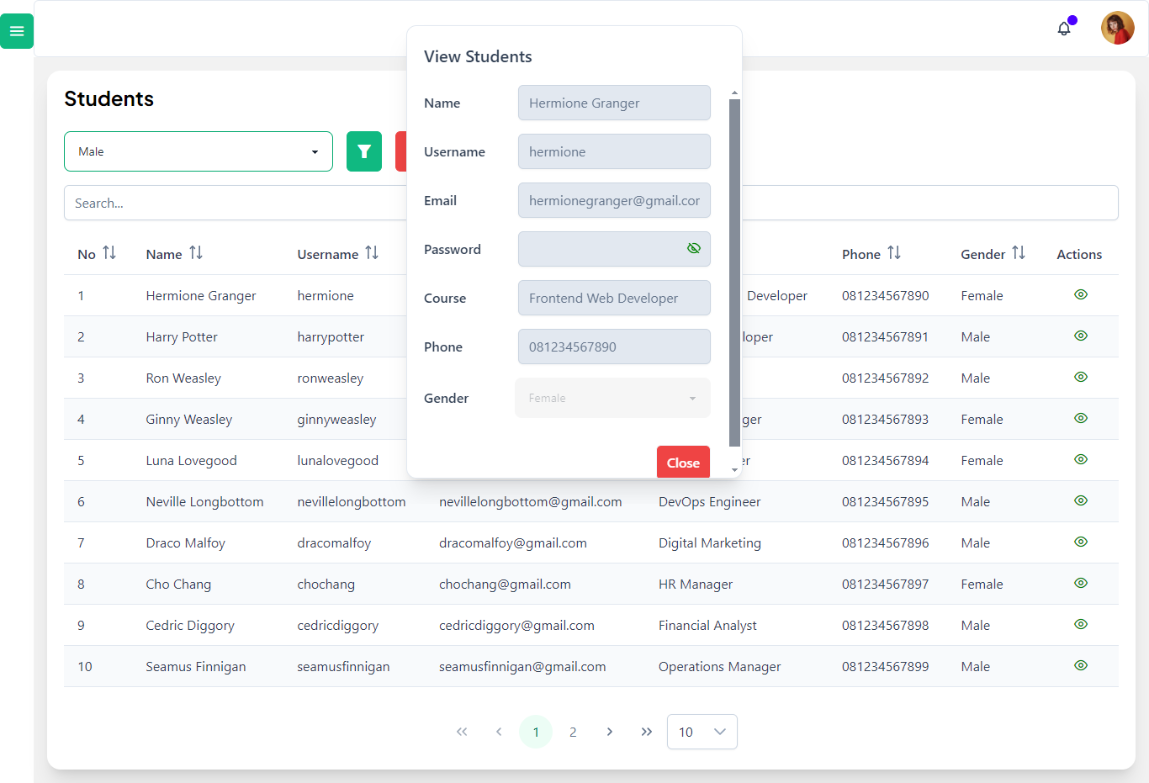 View Students
Name Hermione Granger
Username hermione
Email hermionegranger@gmail.cor
Password
Course Frontend Web Developer
Phone 081234567890
Gender Female
Close
Students
Male
Search...
No Name Username Phone Gender Actions
1 Hermione Granger hermione Developer 081234567890 Female
2 Harry Potter harrypotter 081234567891 Male
3 Ron Weasley ronweasley 081234567892 Male
4 Ginny Weasley ginnyweasley 081234567893 Female
5 Luna Lovegood lunalovegood 081234567894 Female
6 Neville Longbottom nevillelongbottom nevillelongbottom@gmail.com DevOps Engineer 081234567895 Male
7 Draco Malfoy dracomalfoy dracomalfoy@gmail.com Digital Marketing 081234567896 Male
8 Cho Chang chochang chochang@gmail.com HR Manager 081234567897 Female
9 Cedric Diggory cedricdiggory cedricdiggory@gmail.com Financial Analyst 081234567898 Male
10 Seamus Finnigan seamusfinnigan seamusfinnigan@gmail.com Operations Manager 081234567899 Male
1 2 10